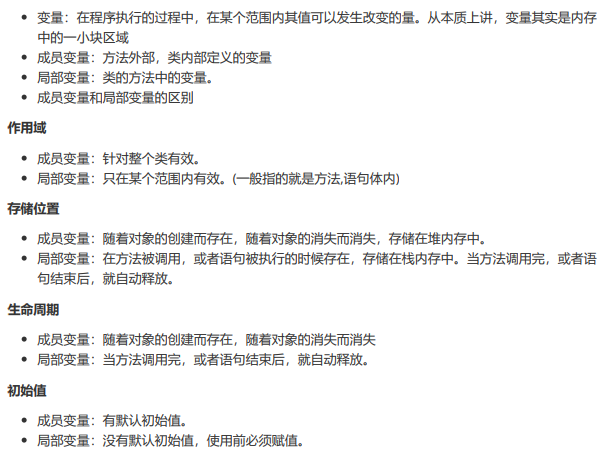 变量：在程序执行的过程中，在某个范围内其值可以发生改变的量。从本质上讲，变量其实是内存
中的一小块区域
成员变量：方法外部，类内部定义的变量
局部变量：类的方法中的变量。
成员变量和局部变量的区别
作用域
成员变量：针对整个类有效。
局部变量：只在某个范围内有效。(一般指的就是方法,语句体内)
存储位置
成员变量：随着对象的创建而存在，随着对象的消失而消失，存储在堆内存中。
局部变量：在方法被调用，或者语句被执行的时候存在，存储在栈内存中。当方法调用完，或者语
句结束后，就自动释放。
生命周期
成员变量：随着对象的创建而存在，随着对象的消失而消失
局部变量：当方法调用完，或者语句结束后，就自动释放。
初始值
成员变量：有默认初始值。
局部变量：没有默认初始值，使用前必须赋值。